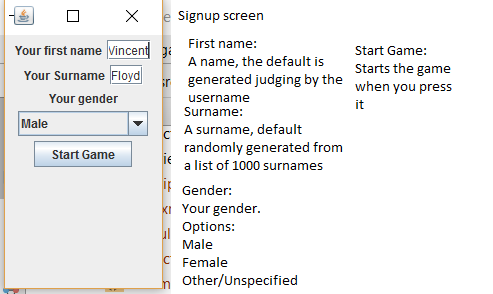 Your first name Vincent
Your Surname Floyd
Your gender
Male
Start Game
Signup screen
First name:
A name, the default is
generated judging by the
username
Surname:
A surname, default
randomly generated from
a list of 1000 surnames
Gender:
Your gender.
Options:
Male
Female
Other/Unspecified
Start Game:
Starts the game
when you press
it